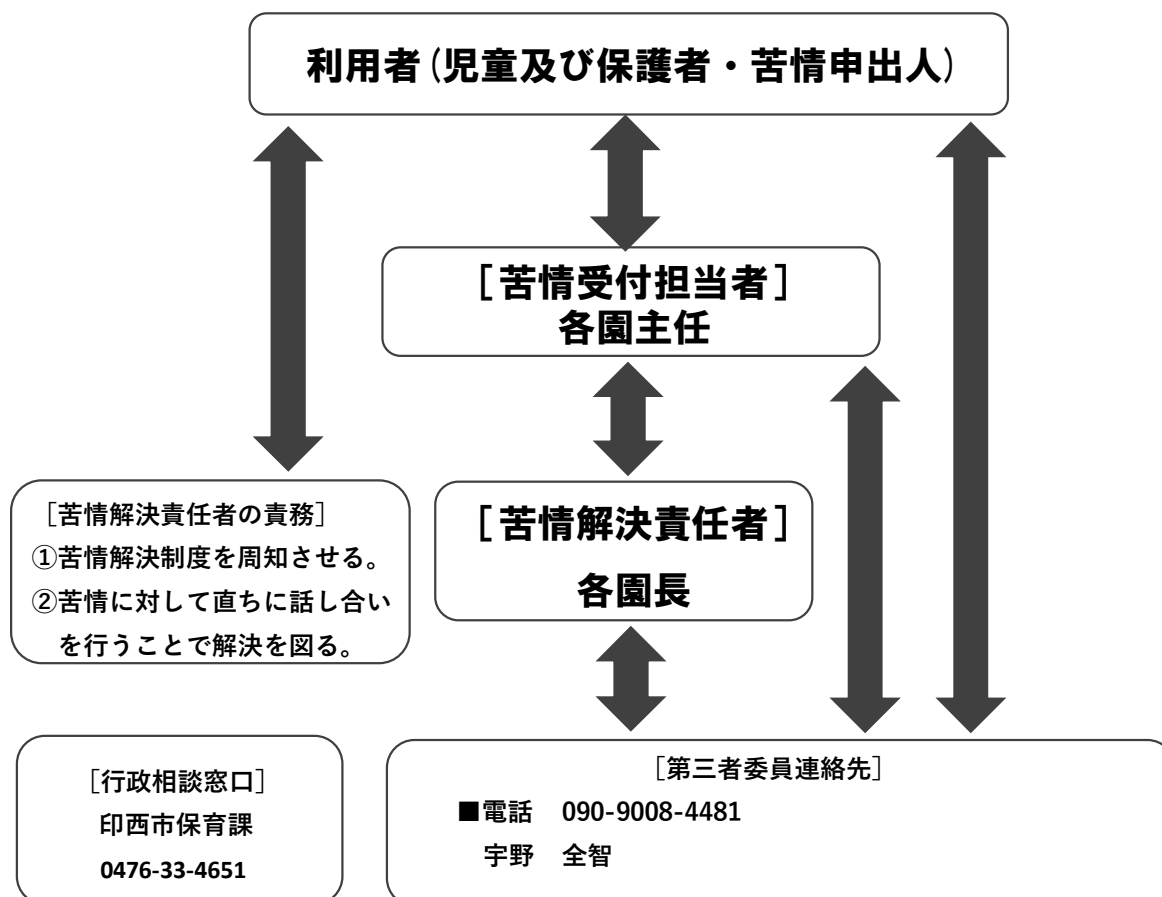 利用者(児童及び保護者・苦情申出人)
[苦情受付担当者]
各園主任
[苦情解決責任者の責務]
①苦情解決制度を周知させる。
②苦情に対して直ちに話し合い
を行うことで解決を図る。
[苦情解決責任者]
各園長
[行政相談窓口]
印西市保育課
0476-33-4651
[第三者委員連絡先]
■電話　090-9008-4481
宇野　全智